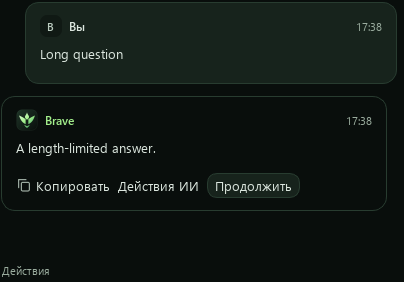 В Вы 17:38
Long question
Brave 17:38
A length-limited answer.
Копировать Действия ИИ Продолжить
Действия